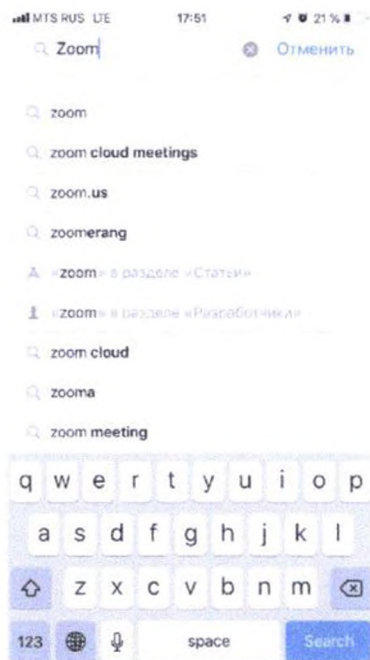 MTS RUS LTE 17:51 21 %
Zoom Отменить
zoom
zoom cloud meetings
zoom.us
zoomerang
«zoom» в разделе «Статьи»
«zoom» в разделе «Разработчики»
zoom cloud
zooma
zoom meeting
q w e r t y u i o p
a s d f g h j k l
z x c v b n m
123 space Search